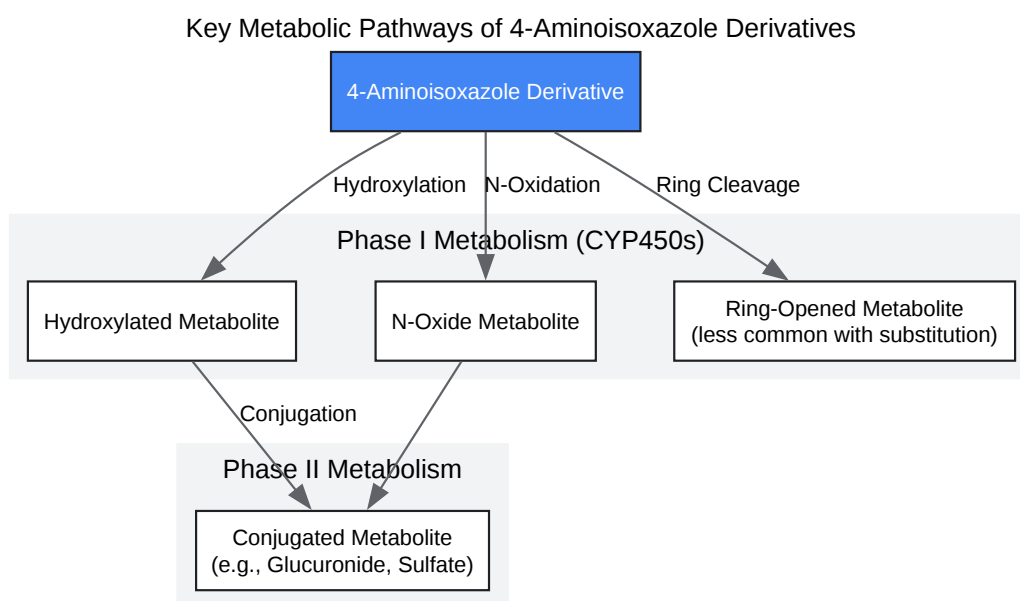 Key Metabolic Pathways of 4-Aminoisoxazole Derivatives
4-Aminoisoxazole Derivative
Hydroxylation
N-Oxidation
Ring Cleavage
Phase I Metabolism (CYP450s)
Hydroxylated Metabolite
N-Oxide Metabolite
Ring-Opened Metabolite
(less common with substitution)
Conjugation
Phase II Metabolism
Conjugated Metabolite
(e.g., Glucuronide, Sulfate)